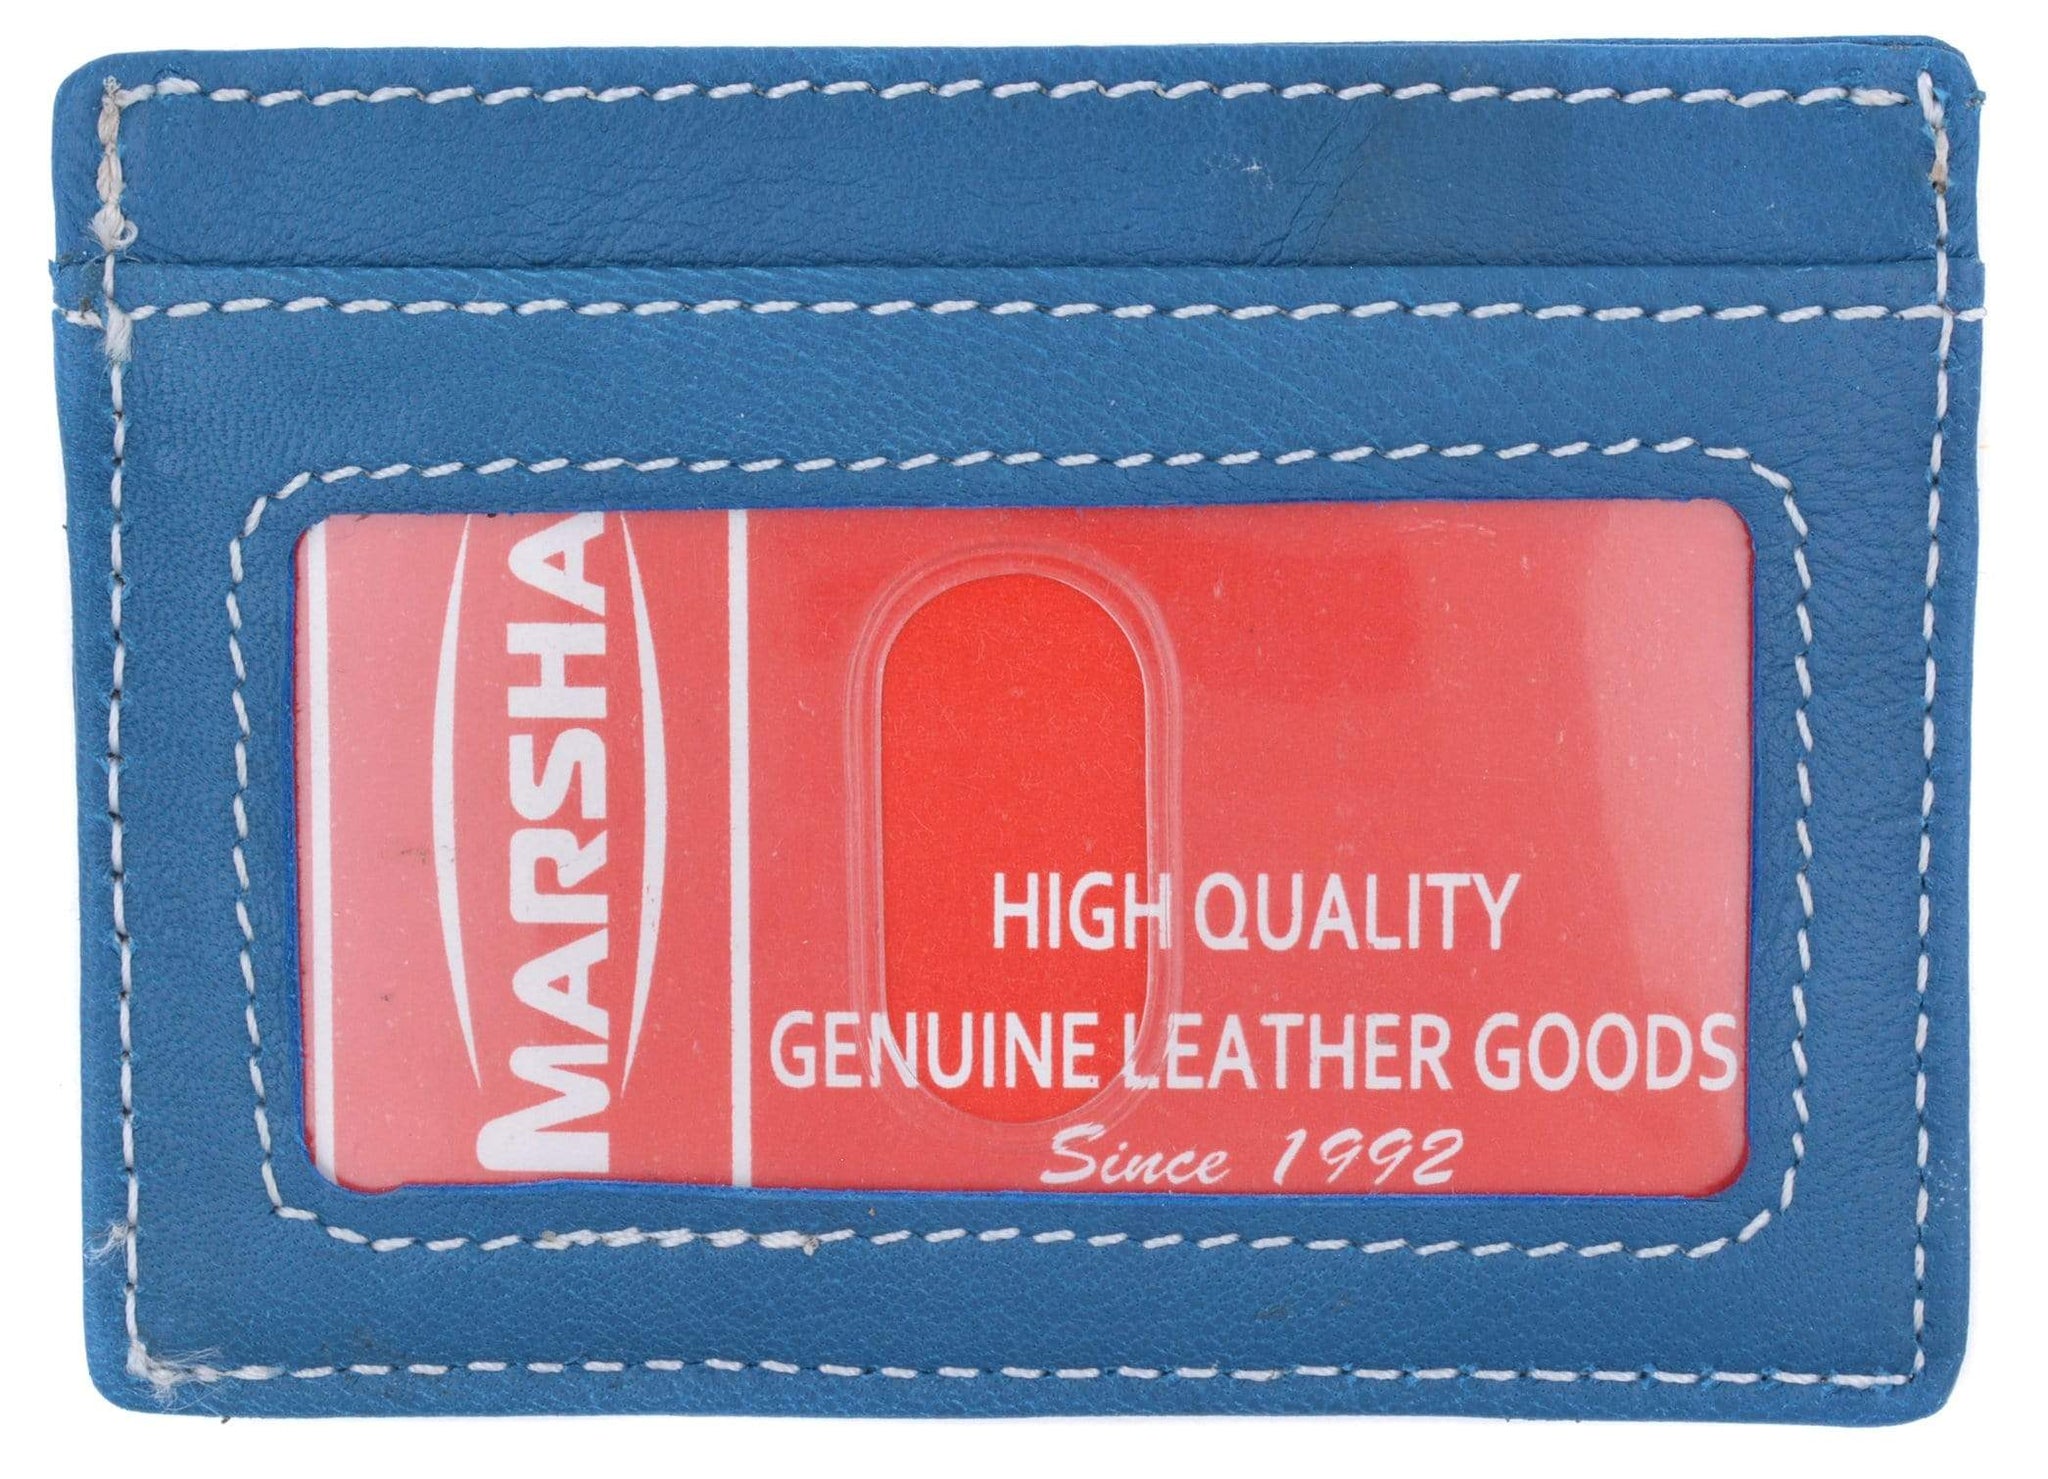 MARSHA
HIGH QUALITY
GENUINE LEATHER GOODS
Since 1992